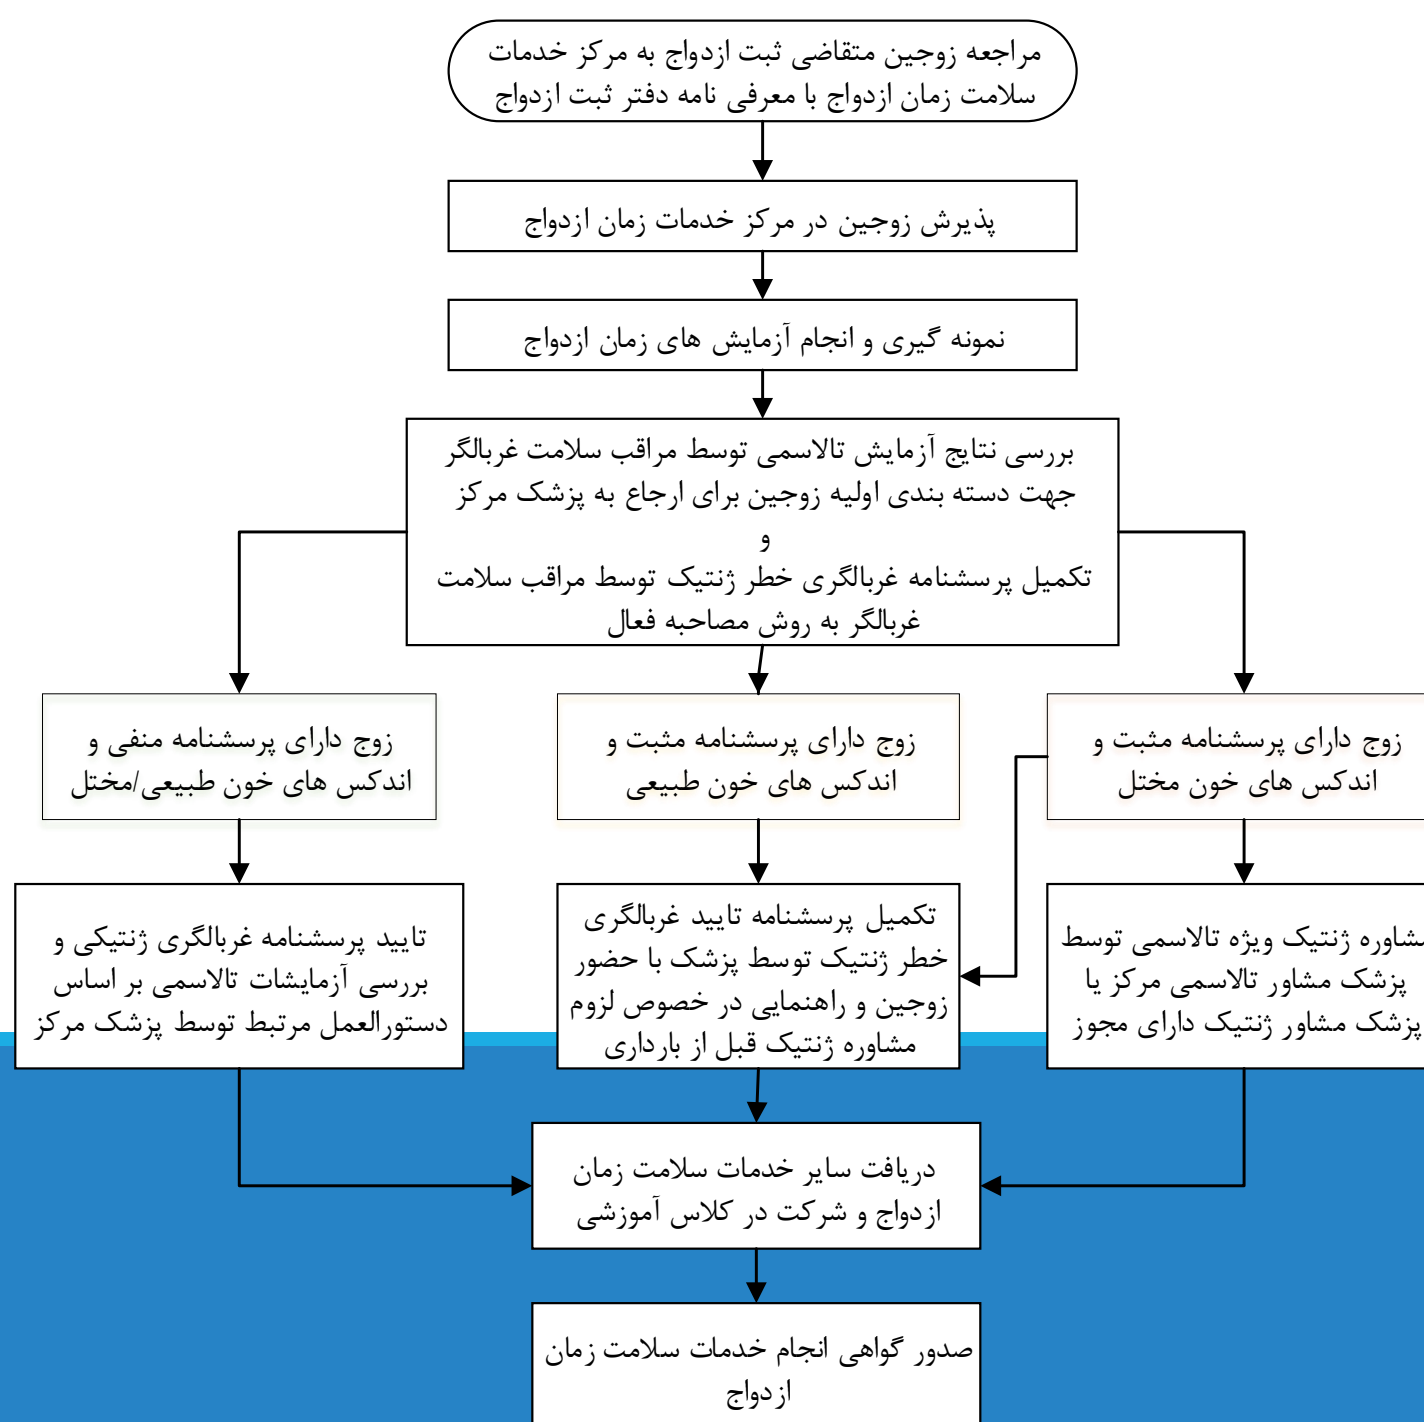 مراجعه زوجین متقاضی ثبت ازدواج به مرکز خدمات
سلامت زمان ازدواج با معرفی نامه دفتر ثبت ازدواج
پذیرش زوجین در مرکز خدمات زمان ازدواج
نمونه گیری و انجام آزمایش های زمان ازدواج
بررسی نتایج آزمایش تالاسمی توسط مراقب سلامت غربالگر
جهت دسته بندی اولیه زوجین برای ارجاع به پزشک مرکز
و
تکمیل پرسشنامه غربالگری خطر ژنتیک توسط مراقب سلامت
غربالگر به روش مصاحبه فعال
زوج دارای پرسشنامه مثبت و
اندکس های خون مختل
زوج دارای پرسشنامه مثبت و
اندکس های خون طبیعی
زوج دارای پرسشنامه منفی و
اندکس های خون طبیعی/مختل
مشاوره ژنتیک ویژه تالاسمی توسط
پزشک مشاور تالاسمی مرکز یا
پزشک مشاور ژنتیک دارای مجوز
تکمیل پرسشنامه تایید غربالگری
خطر ژنتیک توسط پزشک با حضور
زوجین و راهنمایی در خصوص لزوم
مشاوره ژنتیک قبل از بارداری
تایید پرسشنامه غربالگری ژنتیکی و
بررسی آزمایشات تالاسمی بر اساس
دستورالعمل مرتبط توسط پزشک مرکز
دریافت سایر خدمات سلامت زمان
ازدواج و شرکت در کلاس آموزشی
صدور گواهی انجام خدمات سلامت زمان
ازدواج